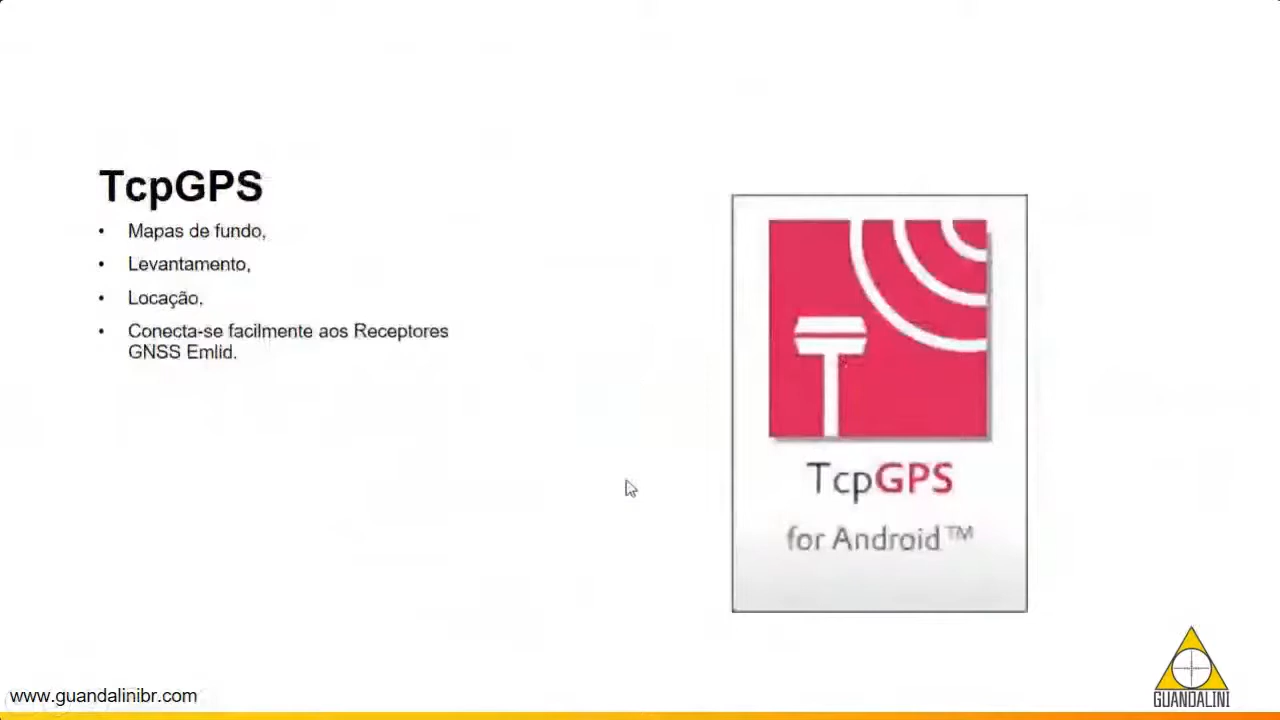 TcpGPS
• Mapas de fundo,
• Levantamento,
• Locação,
• Conecta-se facilmente aos Receptores
GNSS Emlid.
TcpGPS
for Android™
www.guandalinibr.com
GUANDALINI